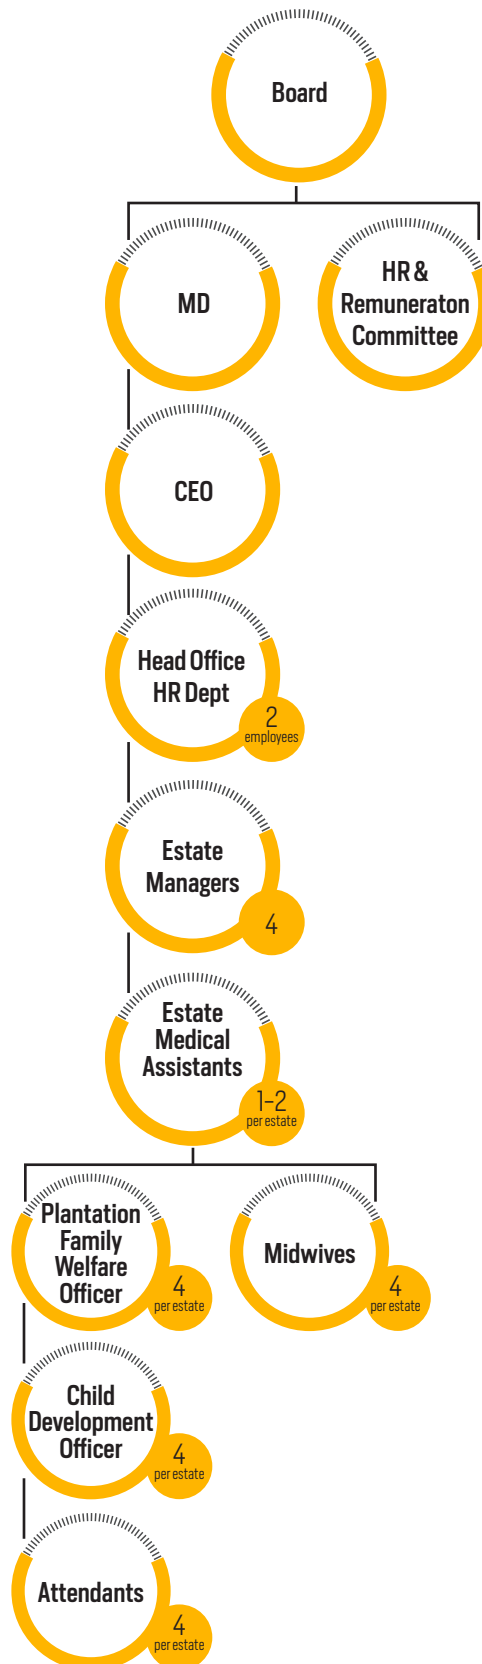 Board
MD
HR &
Remuneraton
Committee
CEO
Head Office
HR Dept
2
employees
Estate
Managers
4
Estate
Medical
Assistants
1-2
per estate
Plantation
Family
Welfare
Officer
4
per estate
Midwives
4
per estate
Child
Development
Officer
4
per estate
Attendants
4
per estate